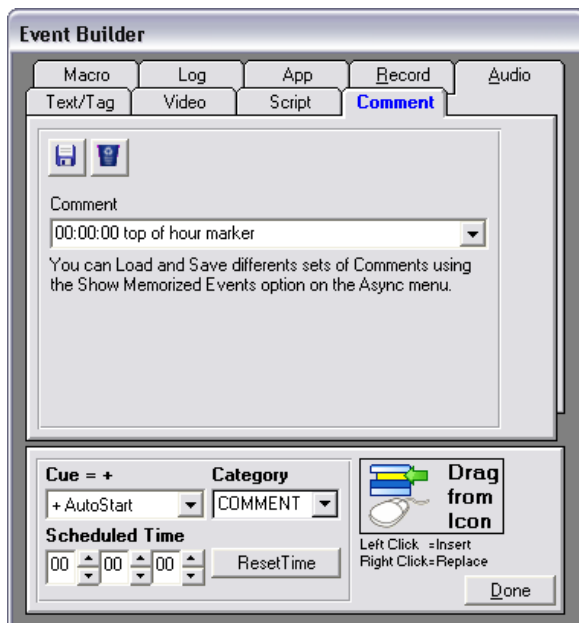 Event Builder
Macro Log App Record Audio
Text/Tag Video Script Comment
Comment
00:00:00 top of hour marker
You can Load and Save differents sets of Comments using
the Show Memorized Events option on the Async menu.
Cue = + Category
+ AutoStart COMMENT
Scheduled Time
00 00 00 ResetTime
Drag
from
Icon
Left Click =Insert
Right Click=Replace
Done